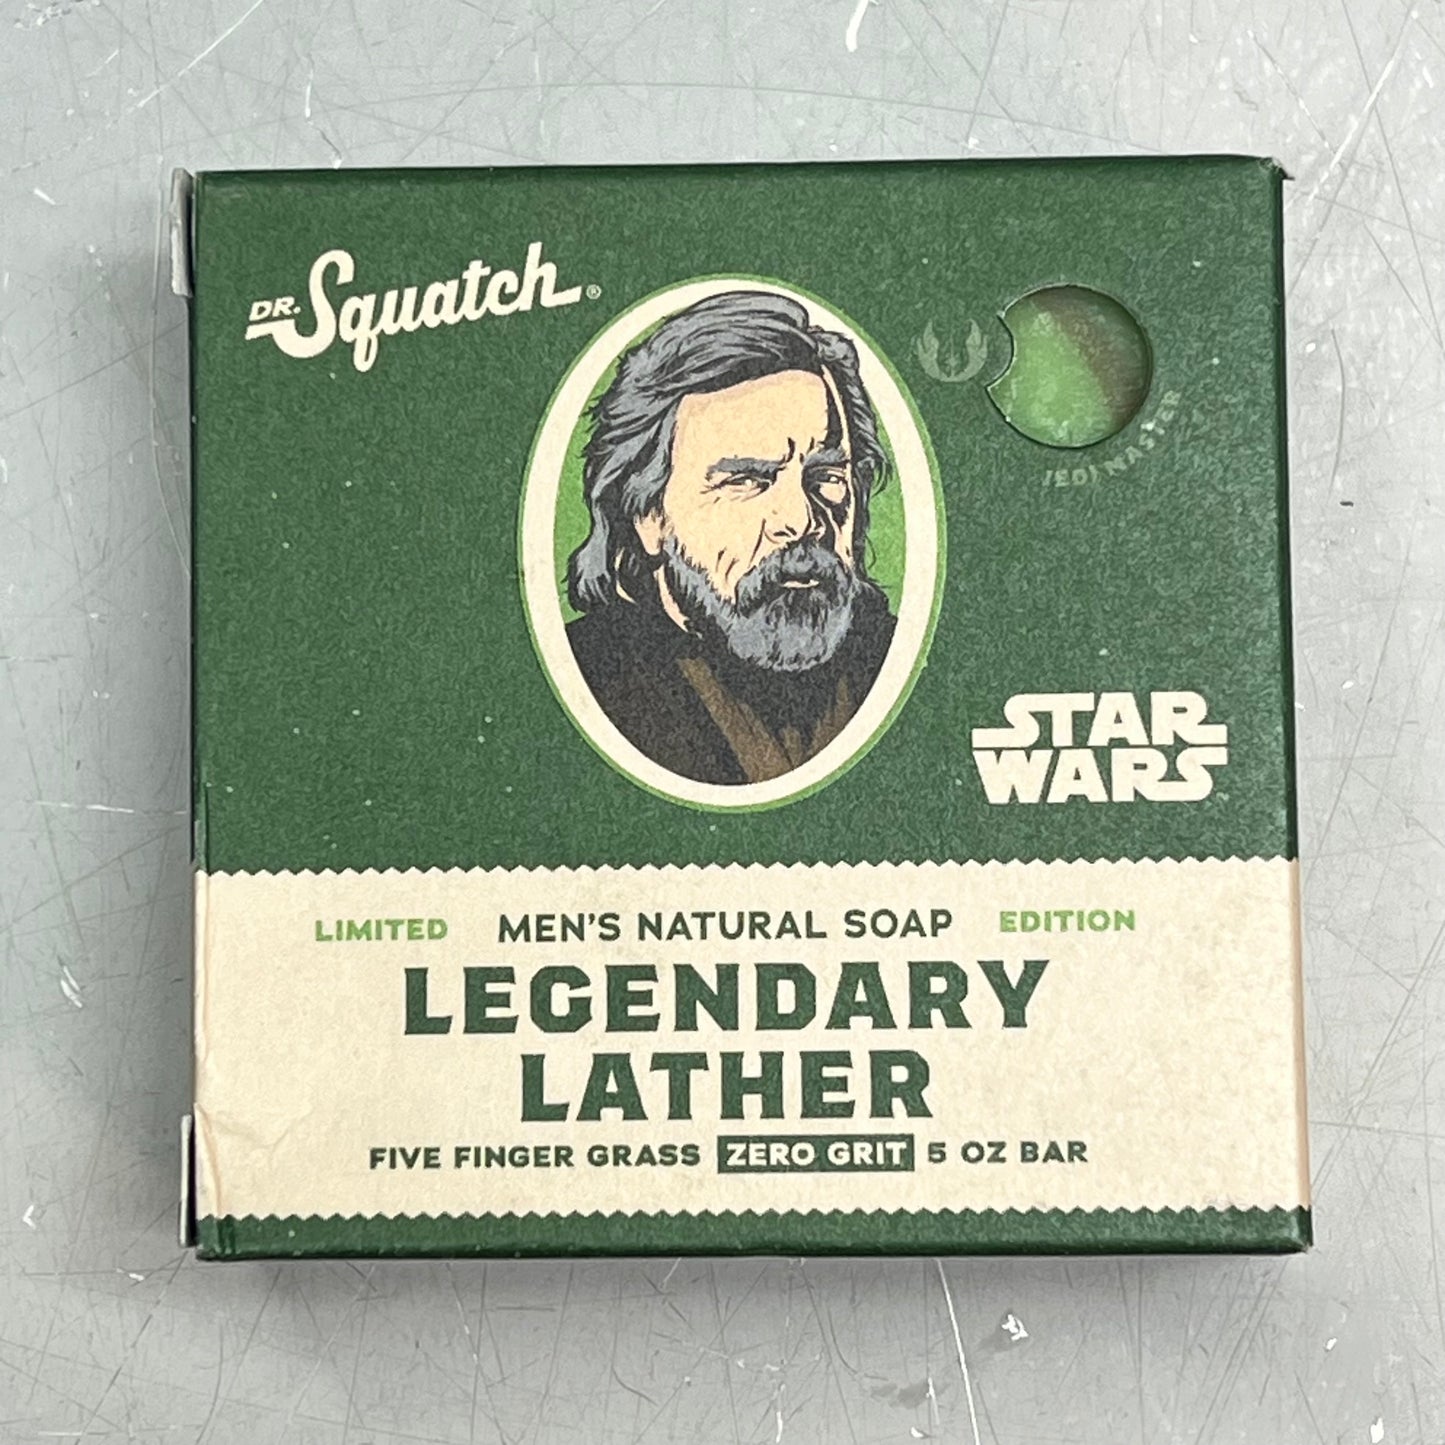 DR. Squatch®
JEDI MASTER
STAR
WARS
LIMITED MEN'S NATURAL SOAP EDITION
LEGENDARY
LATHER
FIVE FINGER GRASS ZERO GRIT 5 OZ BAR